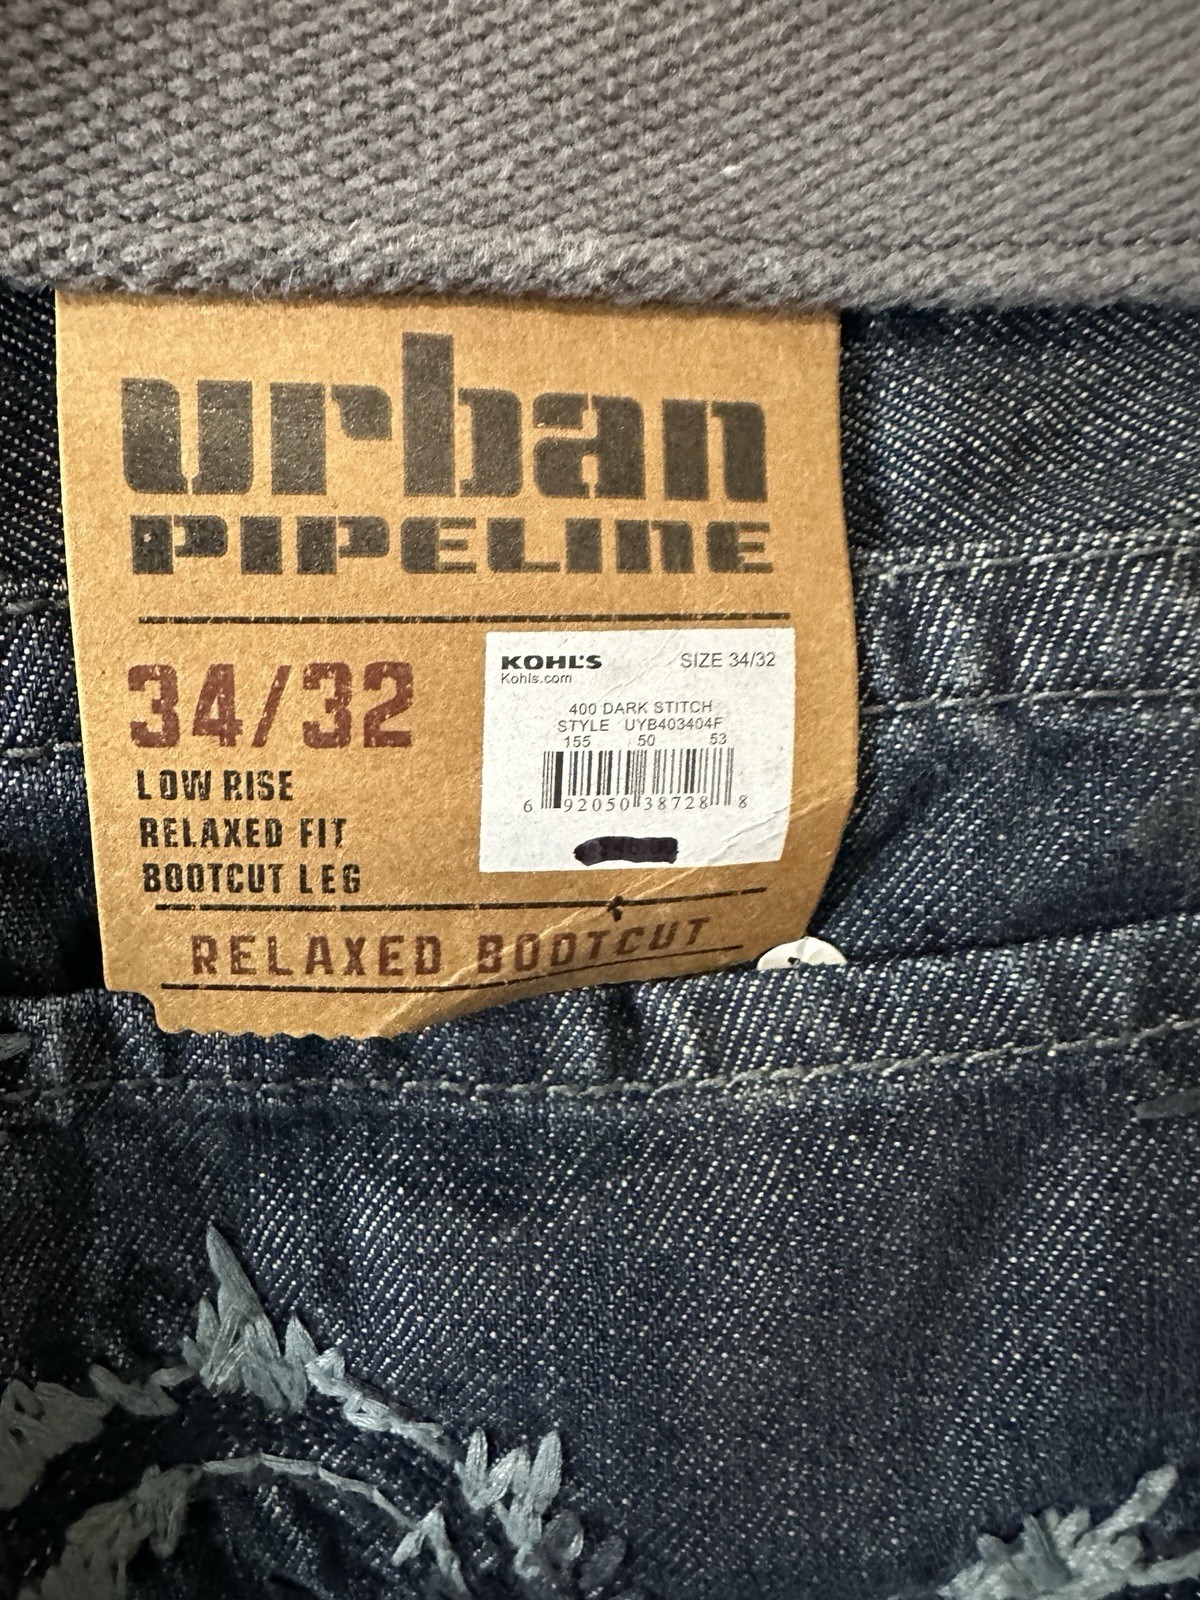 urban
PIPELINE
34/32
LOW RISE
RELAXED FIT
BOOTCUT LEG
RELAXED BOOTCUT
KOHL'S SIZE 34/32
Kohls.com
400 DARK STITCH
STYLE UYB403404F
155 50 53
6 92050 38728 8